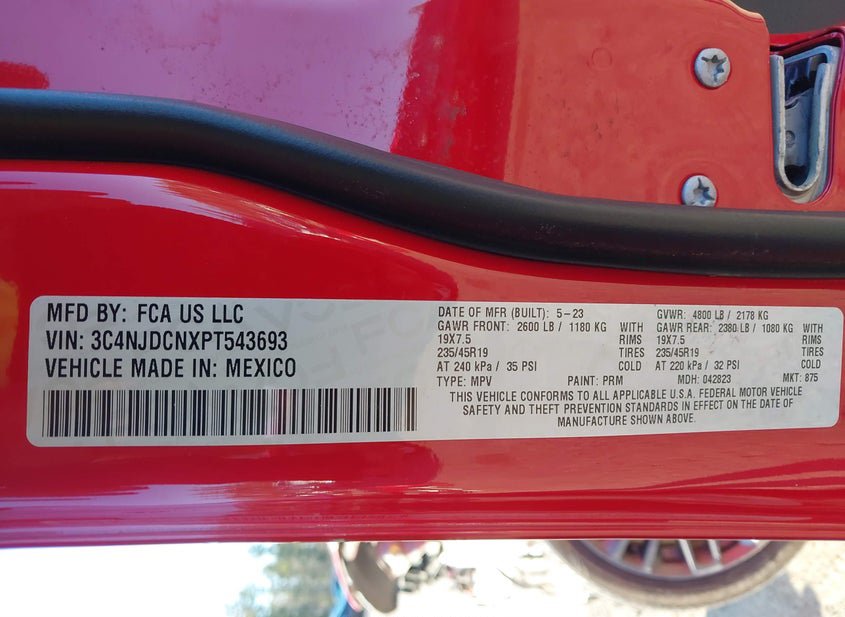 MFD BY: FCA US LLC
VIN: 3C4NJDCNXPT543693
VEHICLE MADE IN: MEXICO
DATE OF MFR (BUILT): 5-23 GVWR: 4800 LB / 2178 KG
GAWR FRONT: 2600 LB / 1180 KG WITH GAWR REAR: 2380 LB / 1080 KG WITH
19X7.5 RIMS 19X7.5 RIMS
235/45R19 TIRES 235/45R19 TIRES
AT 240 kPa / 35 PSI COLD AT 220 kPa / 32 PSI COLD
TYPE: MPV PAINT: PRM MDH: 042823 MKT: 875
THIS VEHICLE CONFORMS TO ALL APPLICABLE U.S.A. FEDERAL MOTOR VEHICLE
SAFETY AND THEFT PREVENTION STANDARDS IN EFFECT ON THE DATE OF
MANUFACTURE SHOWN ABOVE.